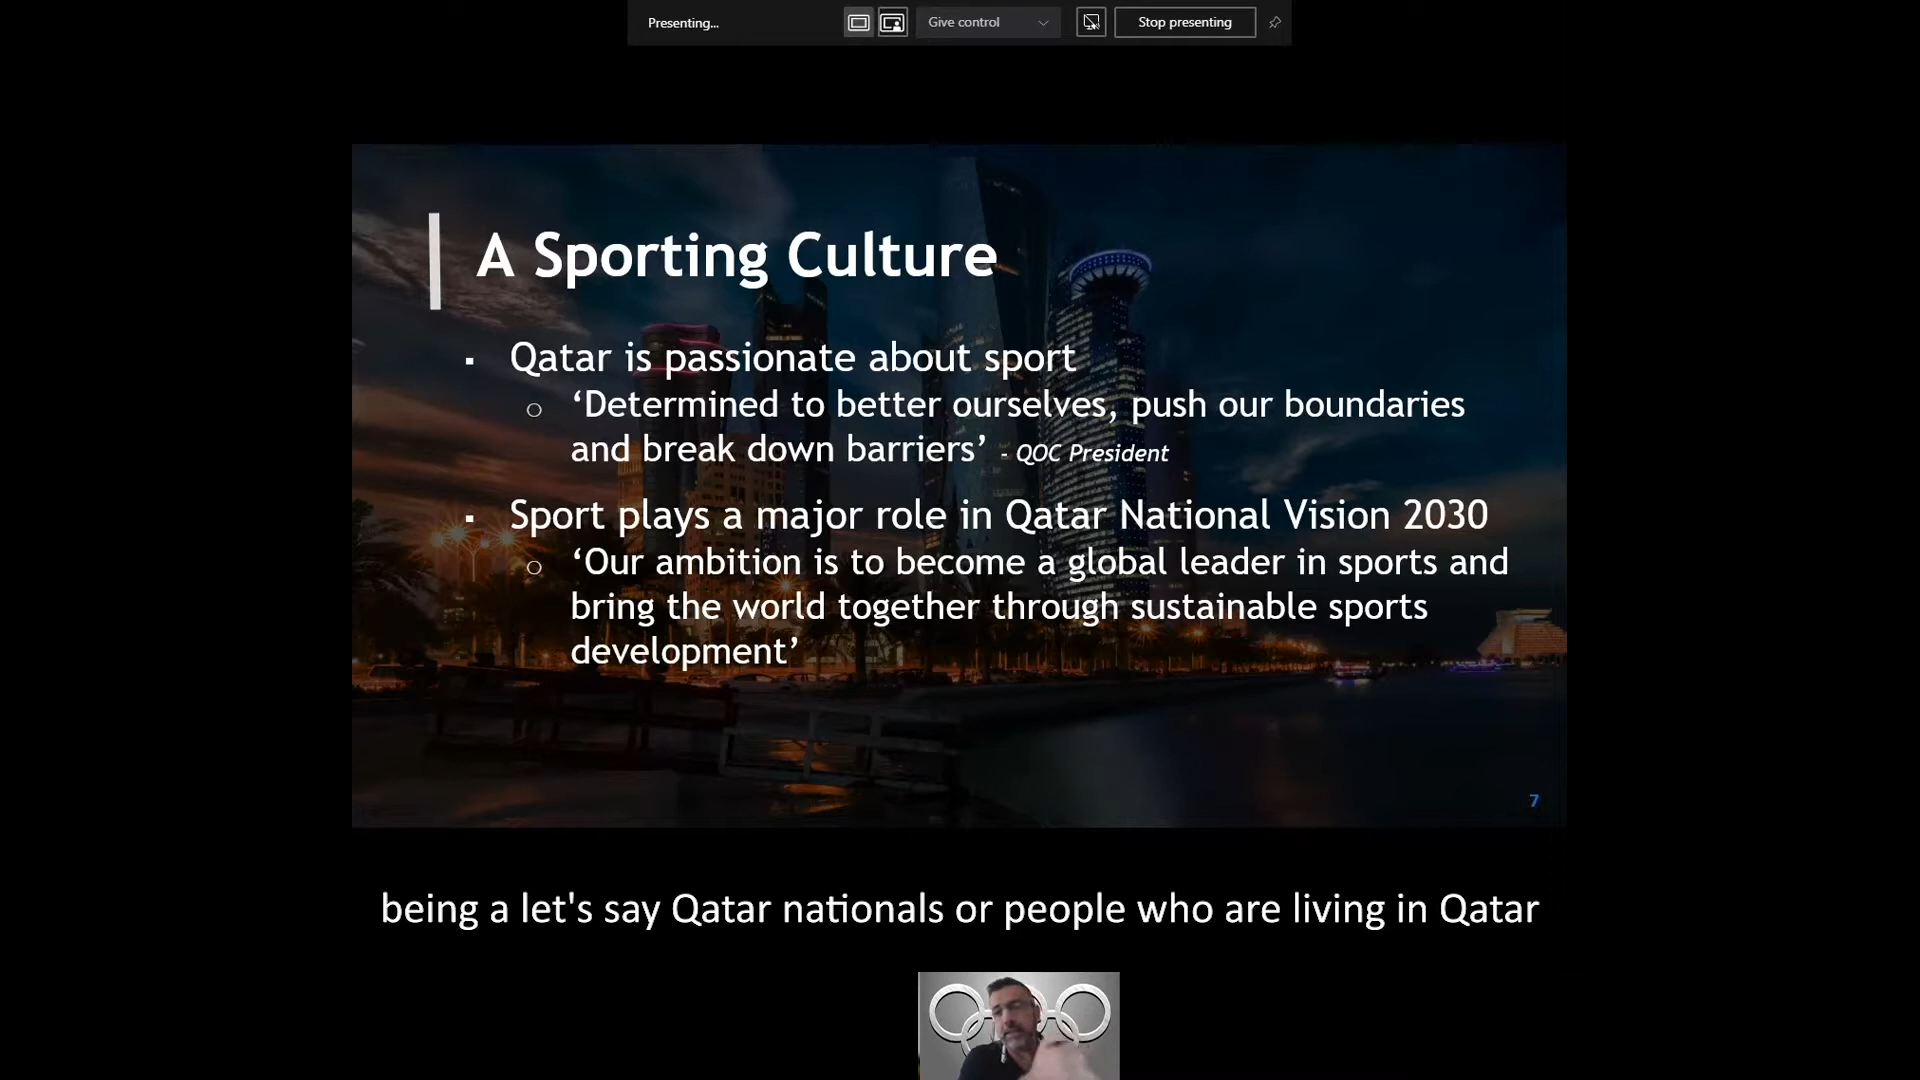 Presenting...
Give control
Stop presenting
A Sporting Culture
▪ Qatar is passionate about sport
○ ‘Determined to better ourselves, push our boundaries
and break down barriers’ - QOC President
▪ Sport plays a major role in Qatar National Vision 2030
○ ‘Our ambition is to become a global leader in sports and
bring the world together through sustainable sports
development’
7
being a let's say Qatar nationals or people who are living in Qatar